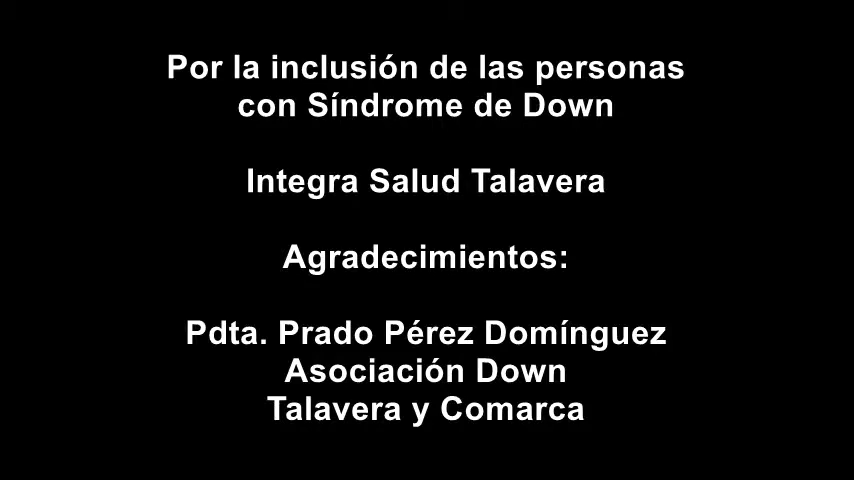 Por la inclusión de las personas
con Síndrome de Down
Integra Salud Talavera
Agradecimientos:
Pdta. Prado Pérez Domínguez
Asociación Down
Talavera y Comarca